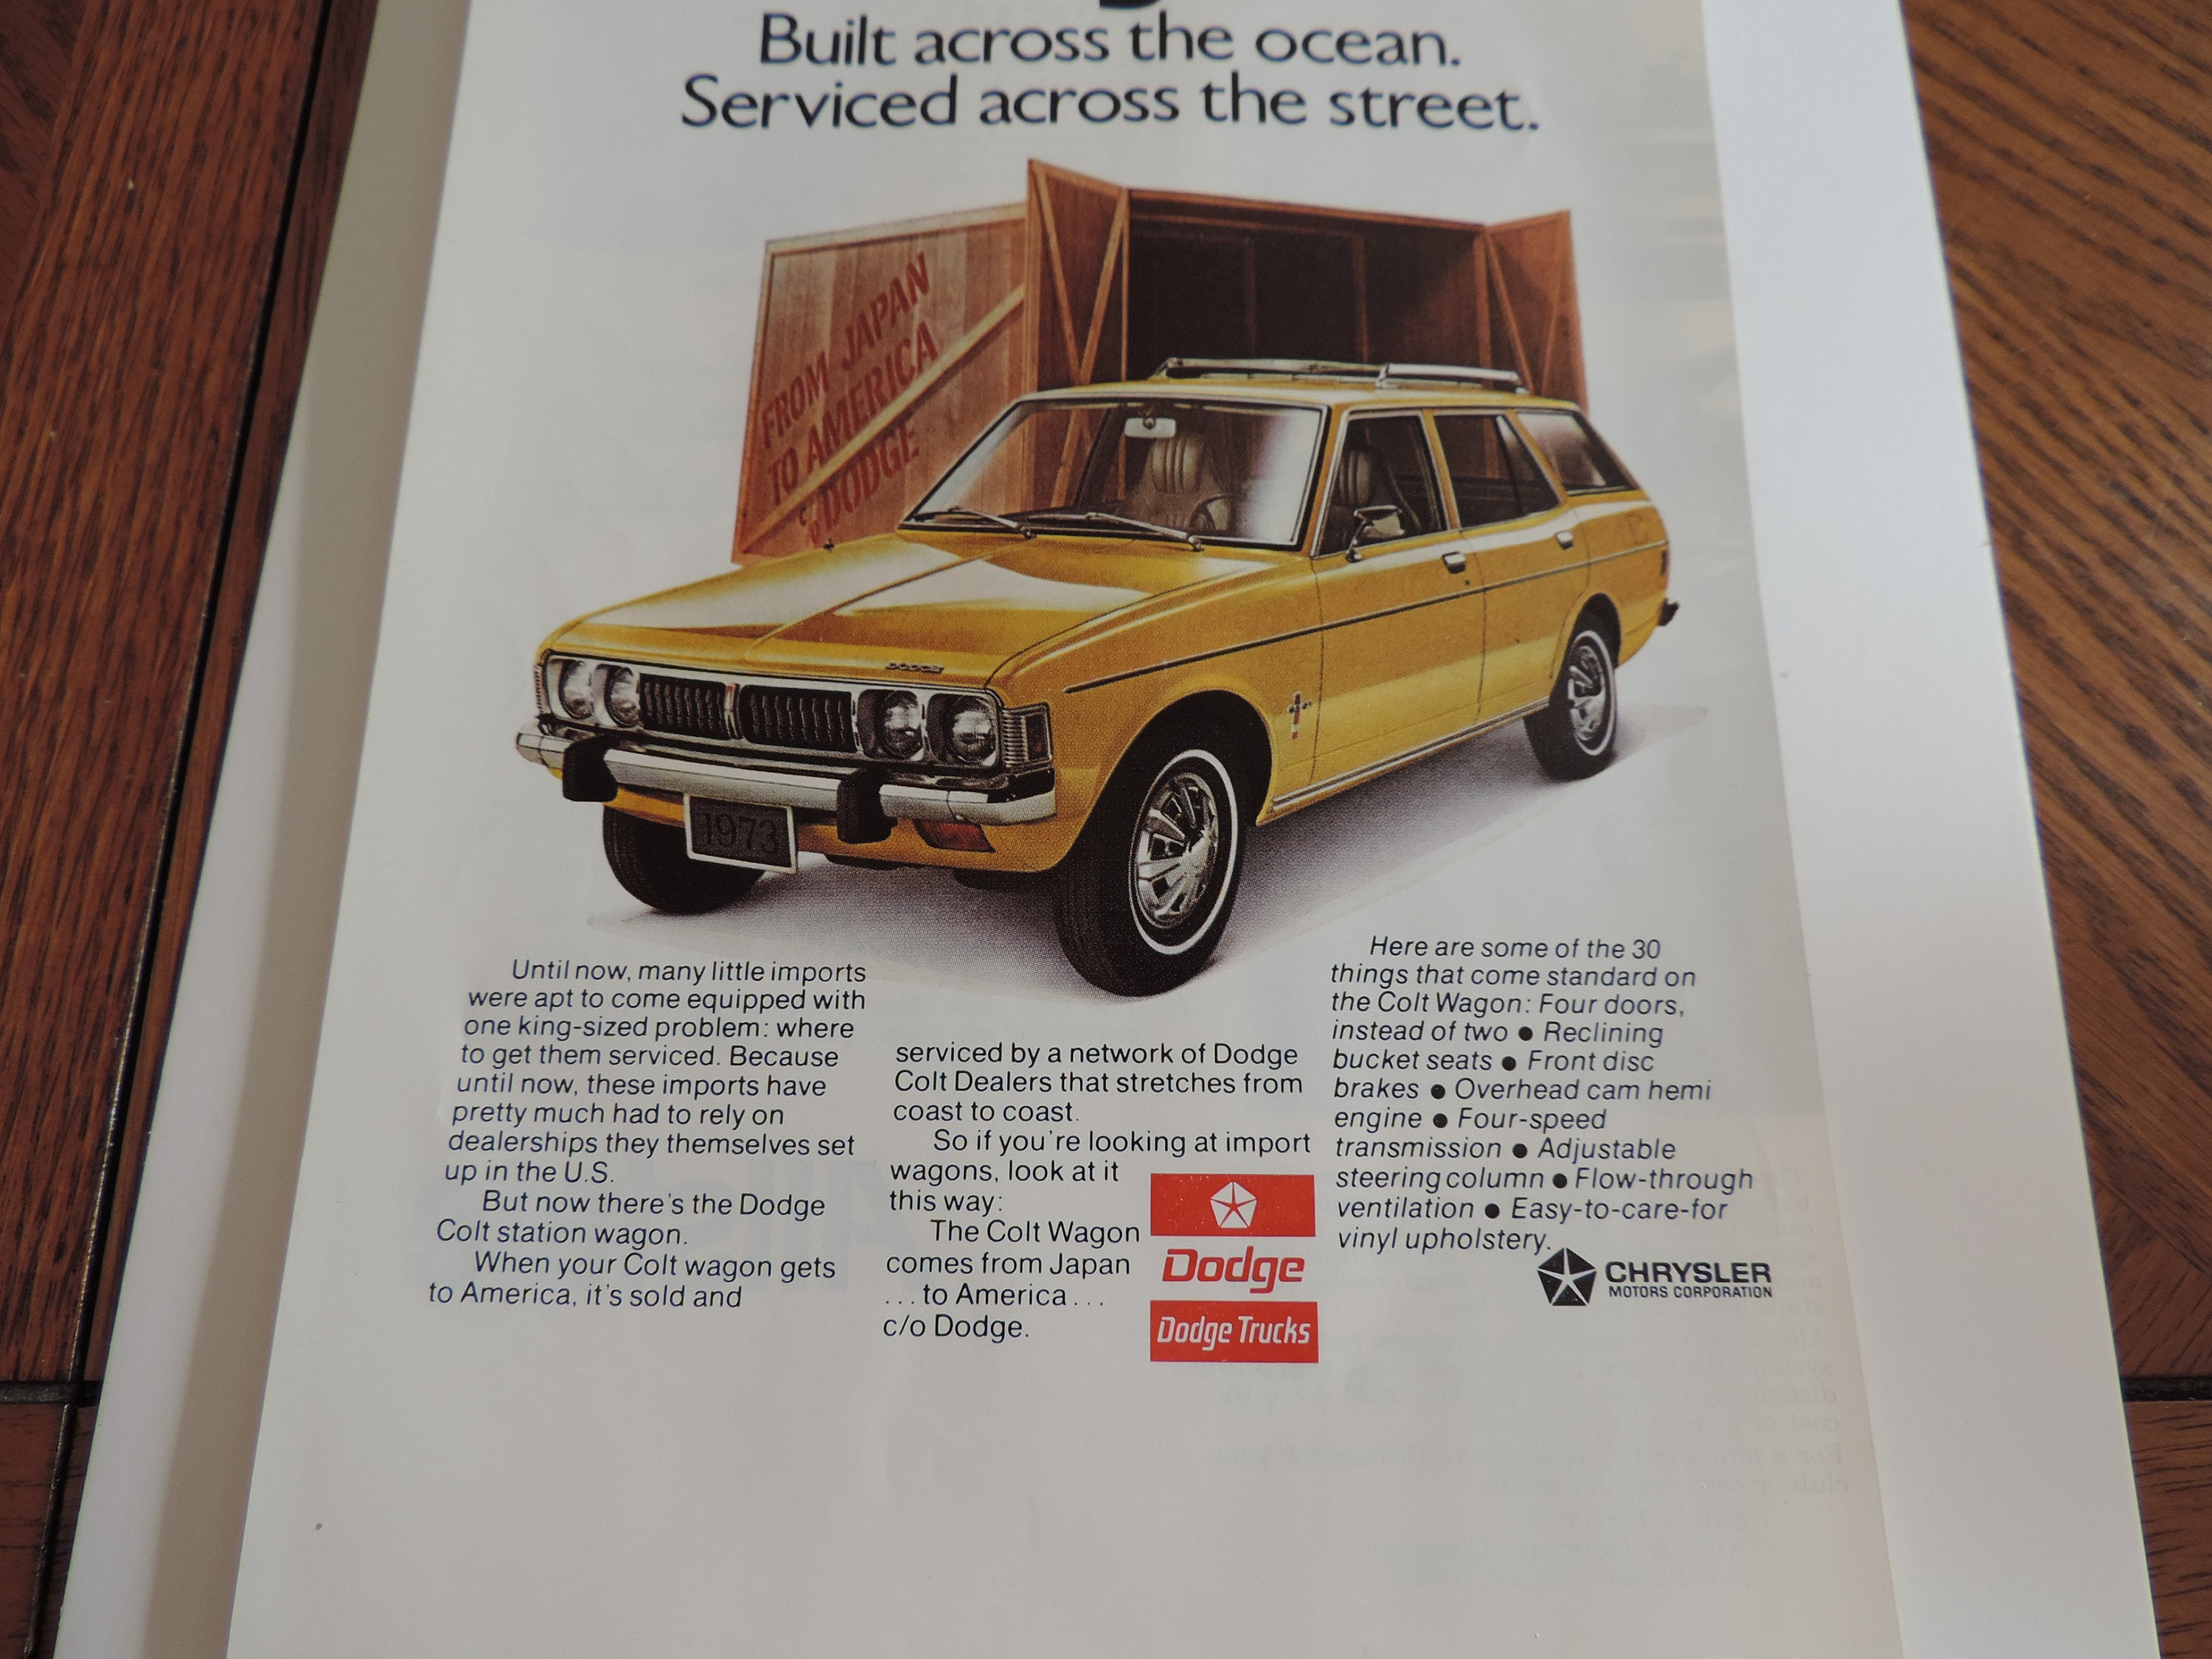 Built across the ocean.
Serviced across the street.
FROM JAPAN
TO AMERICA
c/o DODGE
DODGE
1973
Until now, many little imports
were apt to come equipped with
one king-sized problem: where
to get them serviced. Because
until now, these imports have
pretty much had to rely on
dealerships they themselves set
up in the U.S.
But now there's the Dodge
Colt station wagon.
When your Colt wagon gets
to America, it's sold and
serviced by a network of Dodge
Colt Dealers that stretches from
coast to coast.
So if you're looking at import
wagons, look at it
this way:
The Colt Wagon
comes from Japan
...to America...
c/o Dodge.
Dodge
Dodge Trucks
Here are some of the 30
things that come standard on
the Colt Wagon: Four doors,
instead of two ● Reclining
bucket seats ● Front disc
brakes ● Overhead cam hemi
engine ● Four-speed
transmission ● Adjustable
steering column ● Flow-through
ventilation ● Easy-to-care-for
vinyl upholstery.
CHRYSLER
MOTORS CORPORATION